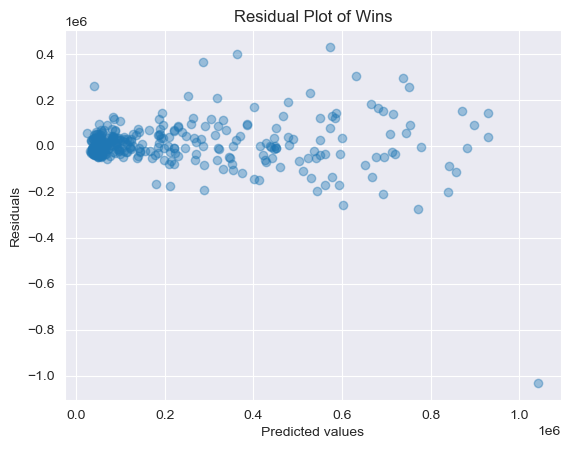 Residual Plot of Wins
1e6
0.4
0.2
0.0
−0.2
−0.4
−0.6
−0.8
−1.0
Residuals
0.0 0.2 0.4 0.6 0.8 1.0
Predicted values
1e6